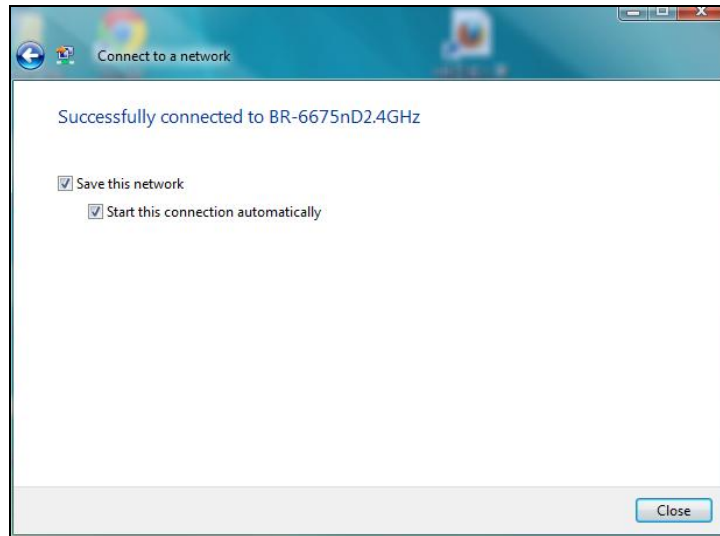 Connect to a network
Successfully connected to BR-6675nD2.4GHz
Save this network
Start this connection automatically
Close